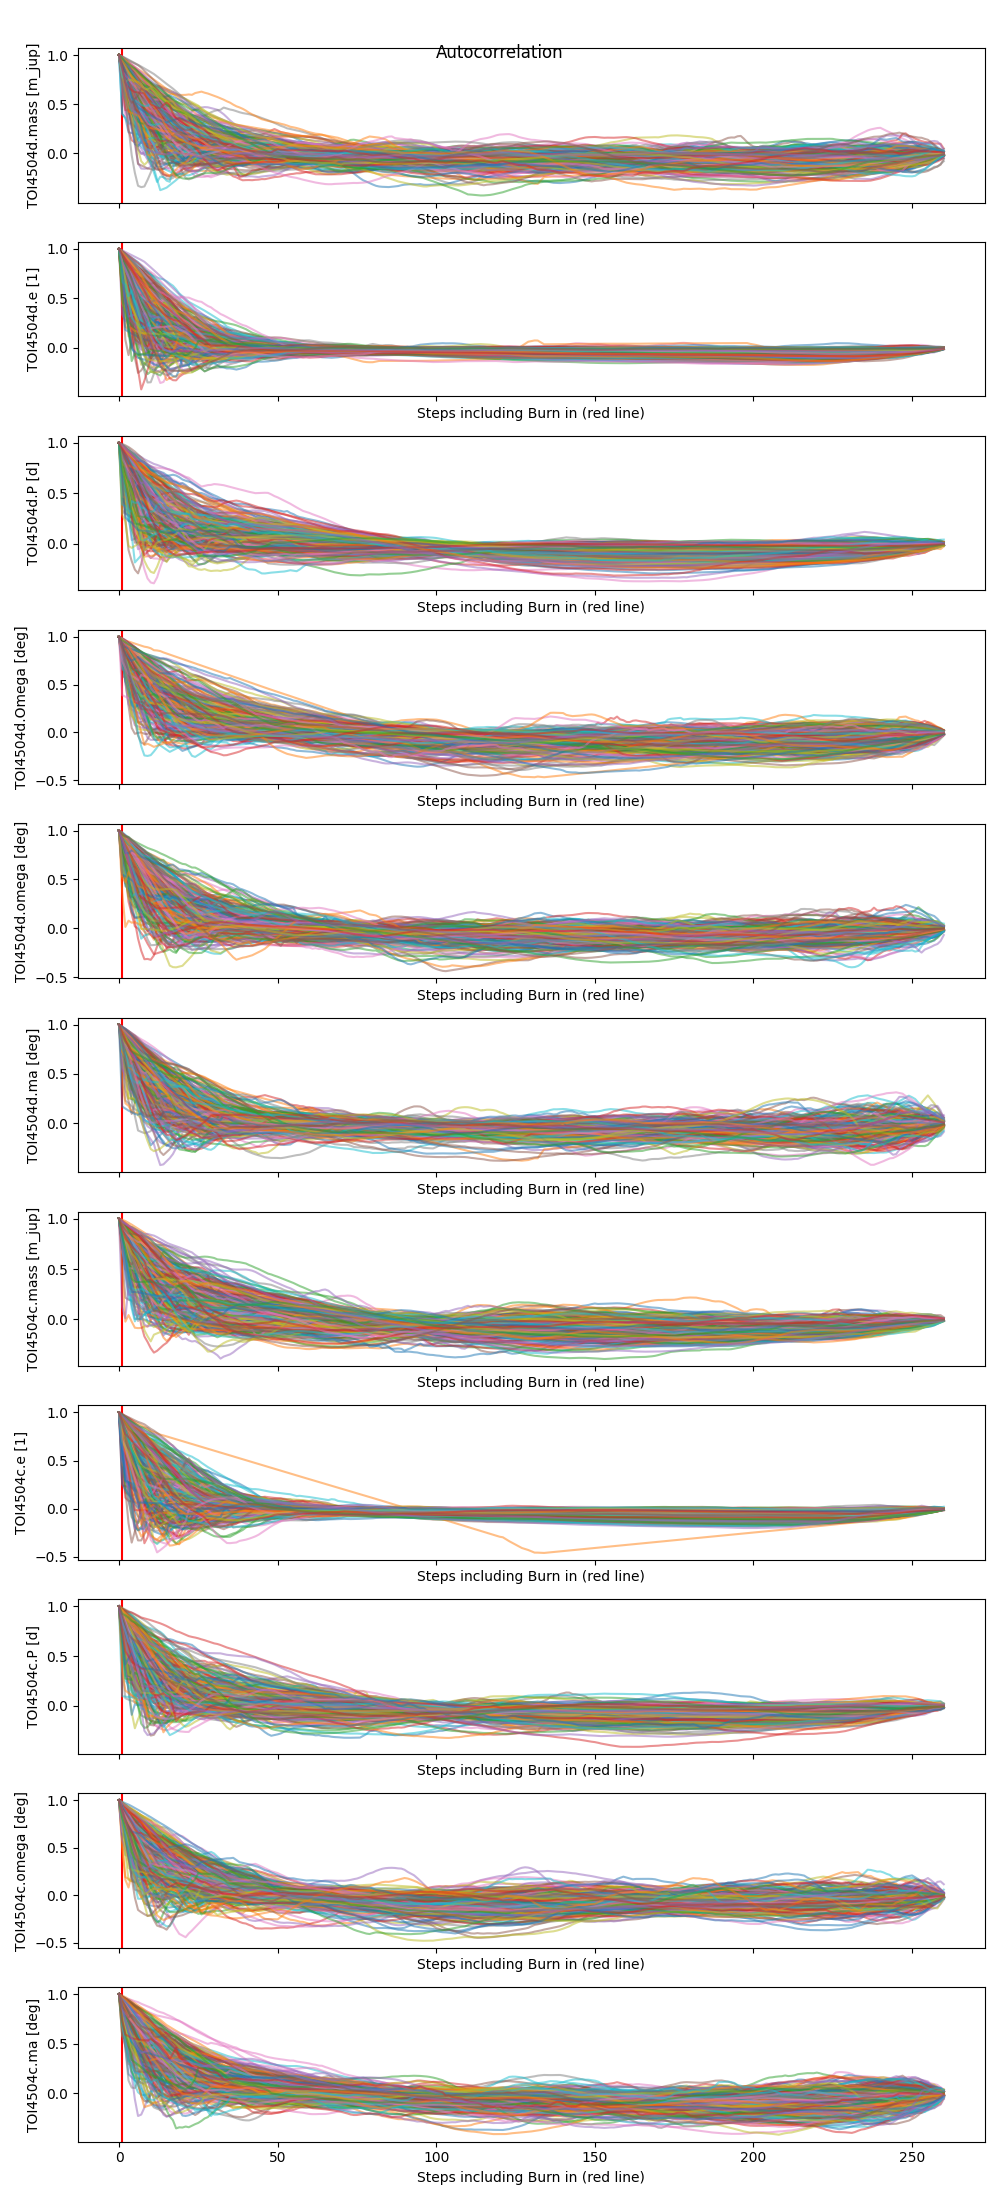 Autocorrelation
TOI4504d.mass [m_jup]
1.0
0.5
0.0
Steps including Burn in (red line)
TOI4504d.e [1]
1.0
0.5
0.0
Steps including Burn in (red line)
TOI4504d.P [d]
1.0
0.5
0.0
Steps including Burn in (red line)
TOI4504d.Omega [deg]
1.0
0.5
0.0
−0.5
Steps including Burn in (red line)
TOI4504d.omega [deg]
1.0
0.5
0.0
−0.5
Steps including Burn in (red line)
TOI4504d.ma [deg]
1.0
0.5
0.0
Steps including Burn in (red line)
TOI4504c.mass [m_jup]
1.0
0.5
0.0
Steps including Burn in (red line)
TOI4504c.e [1]
1.0
0.5
0.0
−0.5
Steps including Burn in (red line)
TOI4504c.P [d]
1.0
0.5
0.0
Steps including Burn in (red line)
TOI4504c.omega [deg]
1.0
0.5
0.0
−0.5
Steps including Burn in (red line)
TOI4504c.ma [deg]
1.0
0.5
0.0
0 50 100 150 200 250
Steps including Burn in (red line)